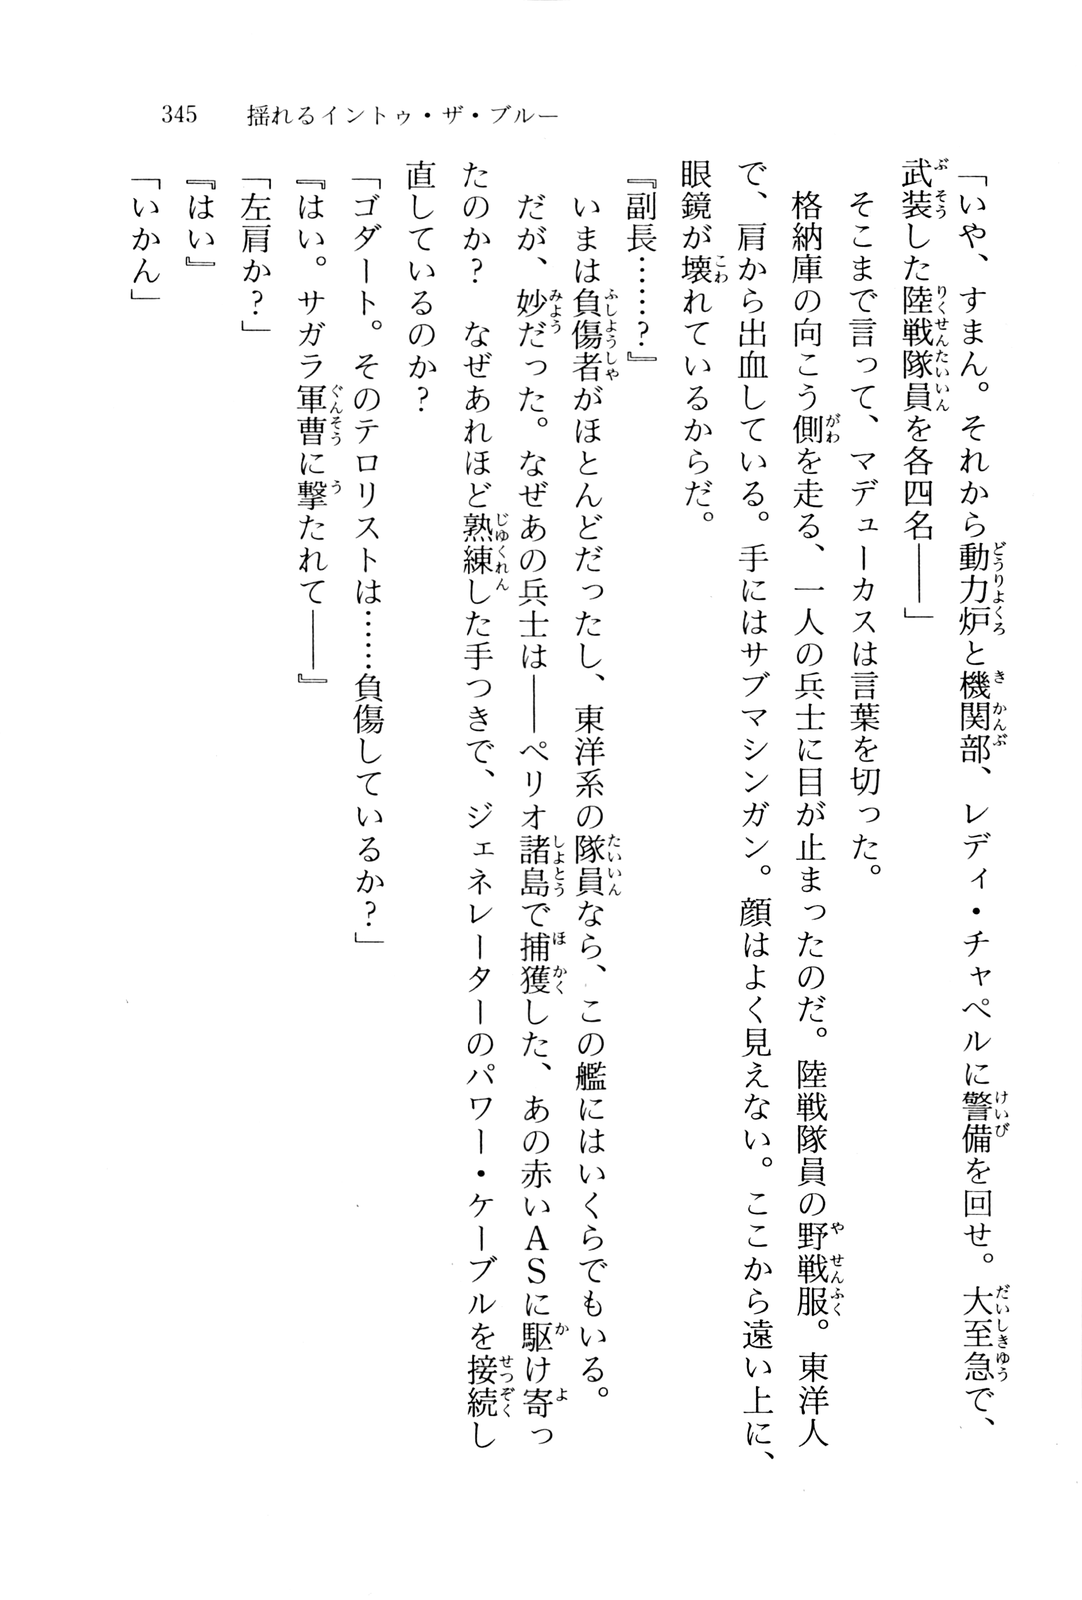 345 揺れるイントゥ・ザ・ブルー
「いや、すまん。それから動力炉と機関部、レディ・チャペルに警備を回せ。大至急で、
武装した陸戦隊員を各四名――」
そこまで言って、マデューカスは言葉を切った。
格納庫の向こう側を走る、一人の兵士に目が止まったのだ。陸戦隊員の野戦服。東洋人
で、肩から出血している。手にはサブマシンガン。顔はよく見えない。ここから遠い上に、
眼鏡が壊れているからだ。
『副長……?』
いまは負傷者がほとんどだったし、東洋系の隊員なら、この艦にはいくらでもいる。
だが、妙だった。なぜあの兵士は――ペリオ諸島で捕獲した、あの赤いASに駆け寄っ
たのか? なぜあれほど熟練した手つきで、ジェネレーターのパワー・ケーブルを接続し
直しているのか?
「ゴダート。そのテロリストは……負傷しているか?」
『はい。サガラ軍曹に撃たれて――』
「左肩か?」
『はい』
「いかん」